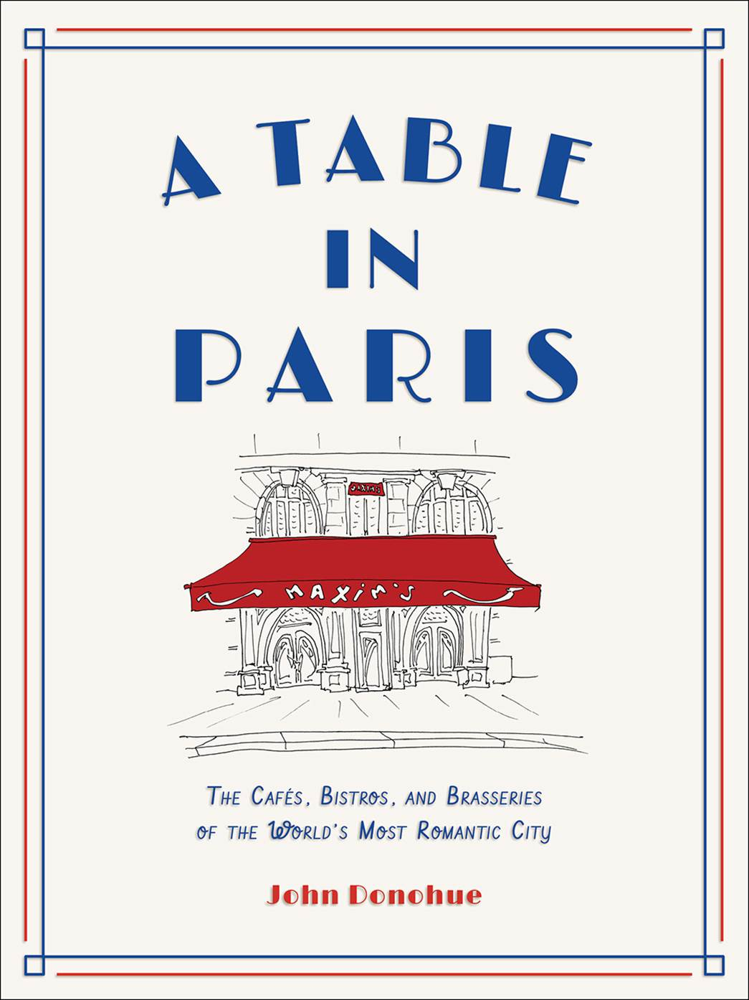 A TABLE
IN
PARIS
MAXIM'S
MAXIM'S
The Cafés, Bistros, and Brasseries
of the World's Most Romantic City
John Donohue